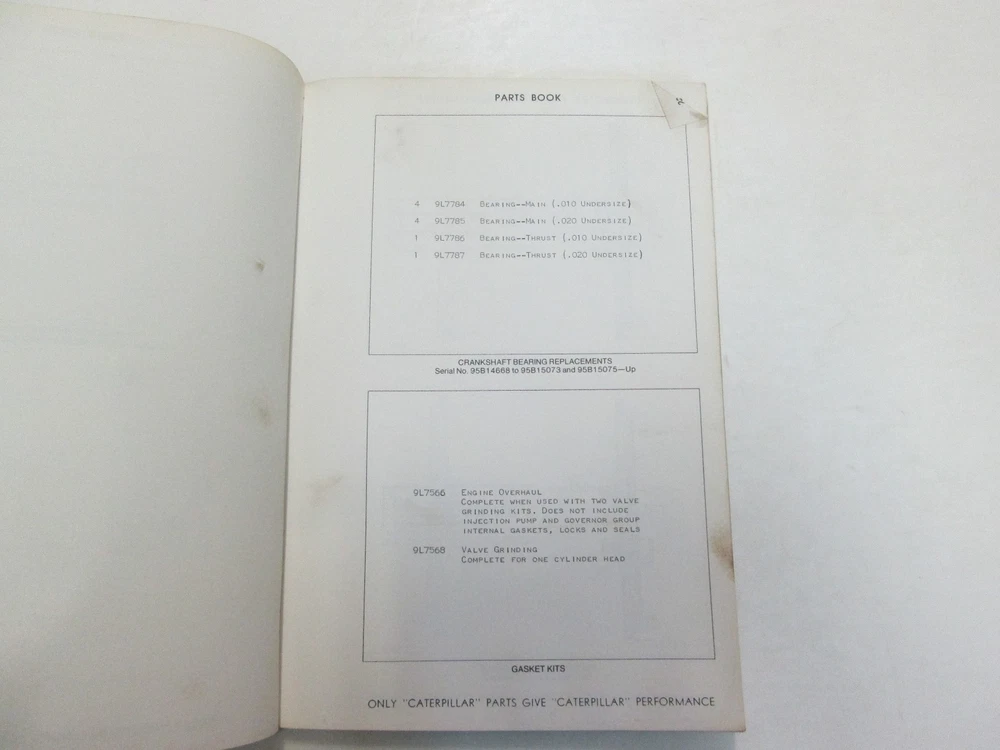 PARTS BOOK
4 9L7784 BEARING--MAIN (.010 UNDERSIZE)
4 9L7785 BEARING--MAIN (.020 UNDERSIZE)
1 9L7786 BEARING--THRUST (.010 UNDERSIZE)
1 9L7787 BEARING--THRUST (.020 UNDERSIZE)
CRANKSHAFT BEARING REPLACEMENTS
Serial No. 95B14668 to 95B15073 and 95B15075—Up
9L7566 ENGINE OVERHAUL
COMPLETE WHEN USED WITH TWO VALVE
GRINDING KITS. DOES NOT INCLUDE
INJECTION PUMP AND GOVERNOR GROUP
INTERNAL GASKETS, LOCKS AND SEALS
9L7568 VALVE GRINDING
COMPLETE FOR ONE CYLINDER HEAD
GASKET KITS
ONLY "CATERPILLAR" PARTS GIVE "CATERPILLAR" PERFORMANCE